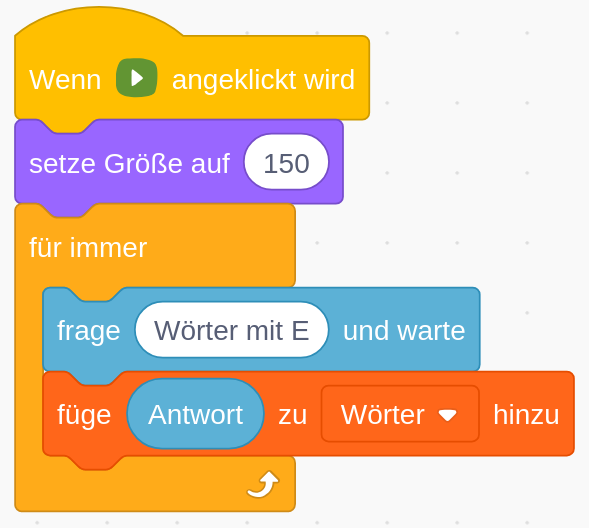 Wenn angeklickt wird
setze Größe auf 150
für immer
frage Wörter mit E und warte
füge Antwort zu Wörter hinzu